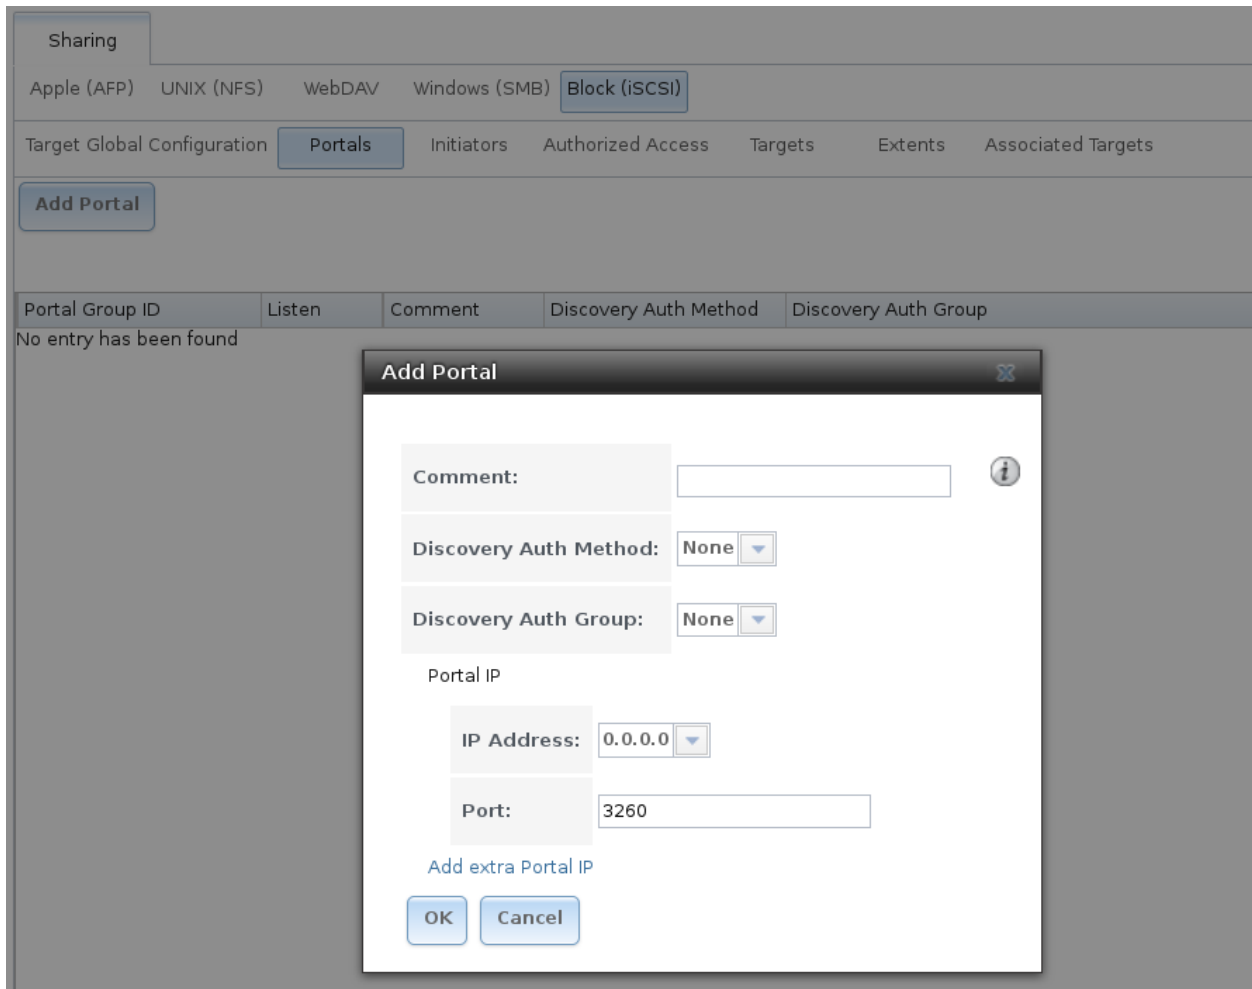 Sharing
Apple (AFP) UNIX (NFS) WebDAV Windows (SMB) Block (iSCSI)
Target Global Configuration Portals Initiators Authorized Access Targets Extents Associated Targets
Add Portal
Portal Group ID Listen Comment Discovery Auth Method Discovery Auth Group
No entry has been found
Add Portal
Comment:
Discovery Auth Method: None
Discovery Auth Group: None
Portal IP
IP Address: 0.0.0.0
Port: 3260
Add extra Portal IP
OK Cancel